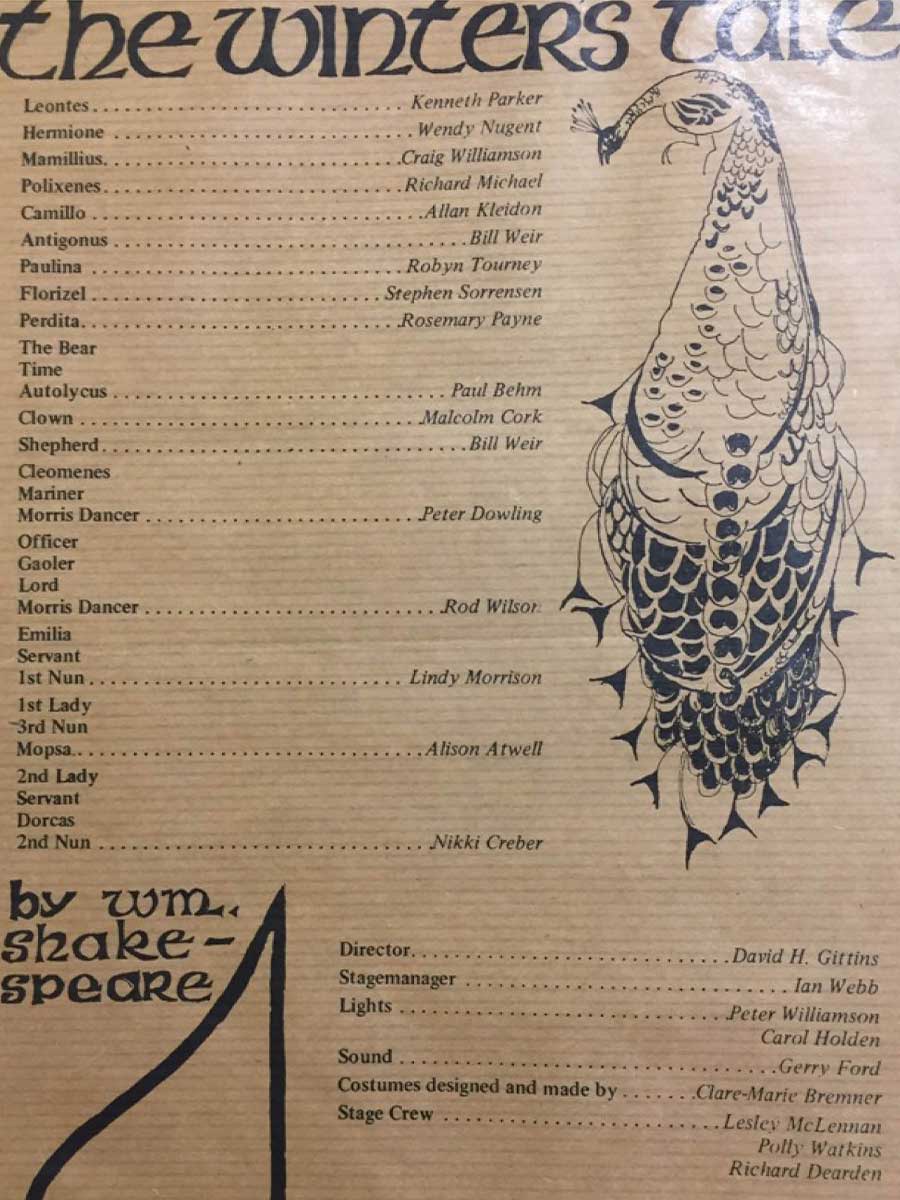 the winter's tale
Leontes . . . . . . . . . . . . . . . . . . . . . . . . Kenneth Parker
Hermione . . . . . . . . . . . . . . . . . . . . . . . Wendy Nugent
Mamillius. . . . . . . . . . . . . . . . . . . . . . . .Craig Williamson
Polixenes . . . . . . . . . . . . . . . . . . . . . . . Richard Michael
Camillo . . . . . . . . . . . . . . . . . . . . . . . . .Allan Kleidon
Antigonus . . . . . . . . . . . . . . . . . . . . . . . . . . Bill Weir
Paulina . . . . . . . . . . . . . . . . . . . . . . . . Robyn Tourney
Florizel . . . . . . . . . . . . . . . . . . . . . . Stephen Sorrensen
Perdita. . . . . . . . . . . . . . . . . . . . . . . . .Rosemary Payne
The Bear
Time
Autolycus . . . . . . . . . . . . . . . . . . . . . . . . . Paul Behm
Clown . . . . . . . . . . . . . . . . . . . . . . . . . .Malcolm Cork
Shepherd . . . . . . . . . . . . . . . . . . . . . . . . . . . Bill Weir
Cleomenes
Mariner
Morris Dancer . . . . . . . . . . . . . . . . . . . . .Peter Dowling
Officer
Gaoler
Lord
Morris Dancer . . . . . . . . . . . . . . . . . . . . . . .Rod Wilson
Emilia
Servant
1st Nun . . . . . . . . . . . . . . . . . . . . . . . . Lindy Morrison
1st Lady
3rd Nun
Mopsa. . . . . . . . . . . . . . . . . . . . . . . . . . .Alison Atwell
2nd Lady
Servant
Dorcas
2nd Nun . . . . . . . . . . . . . . . . . . . . . . . . .Nikki Creber
by wm.
shake-
speare
Director. . . . . . . . . . . . . . . . . . . . . . . .David H. Gittins
Stagemanager . . . . . . . . . . . . . . . . . . . . . . . . Ian Webb
Lights . . . . . . . . . . . . . . . . . . . . . . . . .Peter Williamson
Carol Holden
Sound . . . . . . . . . . . . . . . . . . . . . . . . . . . .Gerry Ford
Costumes designed and made by . . . . . . .Clare-Marie Bremner
Stage Crew . . . . . . . . . . . . . . . . . . . . .Lesley McLennan
Polly Watkins
Richard Dearden